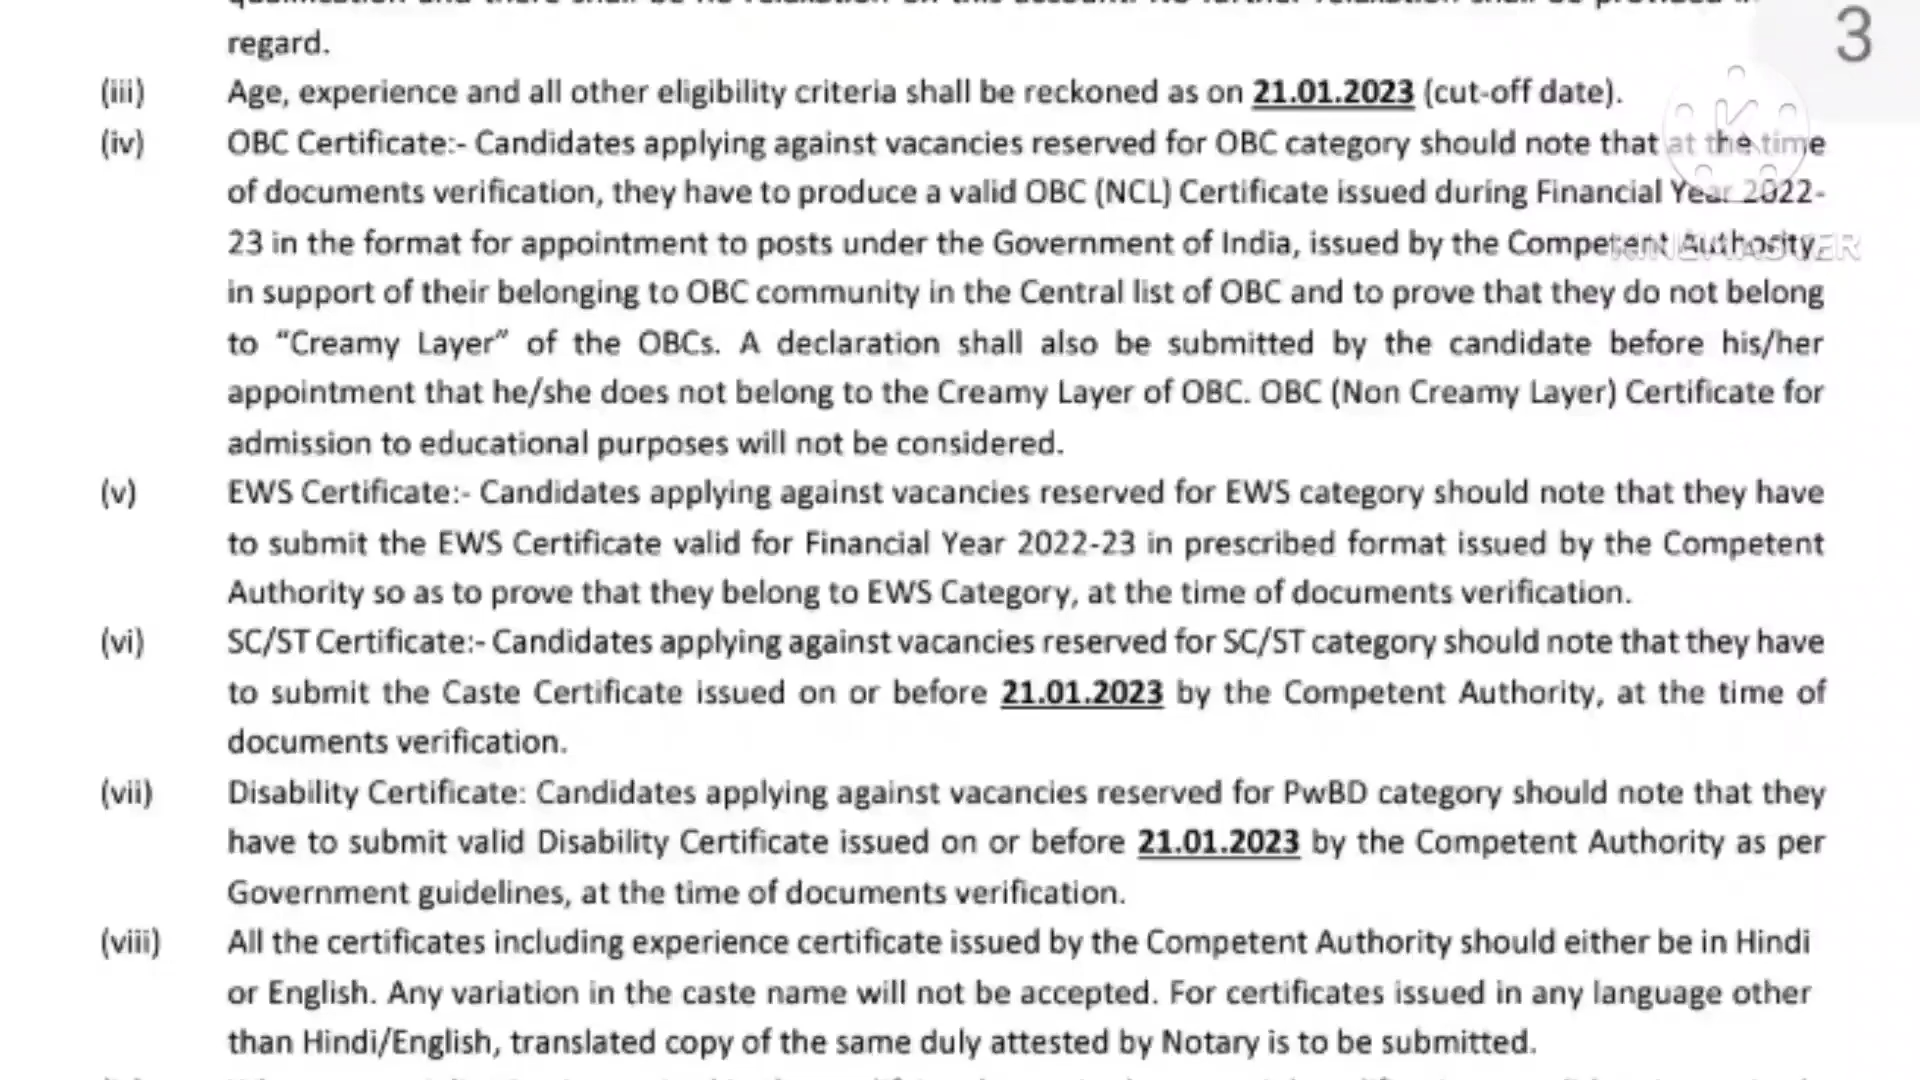 3
regard.
(iii) Age, experience and all other eligibility criteria shall be reckoned as on 21.01.2023 (cut-off date).
(iv) OBC Certificate:- Candidates applying against vacancies reserved for OBC category should note that at the time
of documents verification, they have to produce a valid OBC (NCL) Certificate issued during Financial Year 2022-
23 in the format for appointment to posts under the Government of India, issued by the Competent Authority,
in support of their belonging to OBC community in the Central list of OBC and to prove that they do not belong
to “Creamy Layer” of the OBCs. A declaration shall also be submitted by the candidate before his/her
appointment that he/she does not belong to the Creamy Layer of OBC. OBC (Non Creamy Layer) Certificate for
admission to educational purposes will not be considered.
(v) EWS Certificate:- Candidates applying against vacancies reserved for EWS category should note that they have
to submit the EWS Certificate valid for Financial Year 2022-23 in prescribed format issued by the Competent
Authority so as to prove that they belong to EWS Category, at the time of documents verification.
(vi) SC/ST Certificate:- Candidates applying against vacancies reserved for SC/ST category should note that they have
to submit the Caste Certificate issued on or before 21.01.2023 by the Competent Authority, at the time of
documents verification.
(vii) Disability Certificate: Candidates applying against vacancies reserved for PwBD category should note that they
have to submit valid Disability Certificate issued on or before 21.01.2023 by the Competent Authority as per
Government guidelines, at the time of documents verification.
(viii) All the certificates including experience certificate issued by the Competent Authority should either be in Hindi
or English. Any variation in the caste name will not be accepted. For certificates issued in any language other
than Hindi/English, translated copy of the same duly attested by Notary is to be submitted.